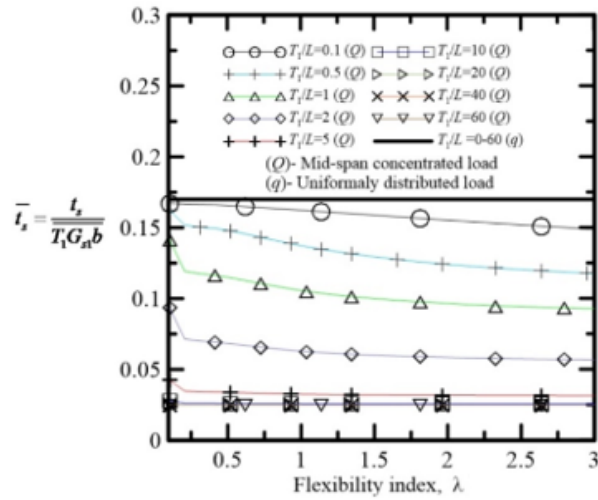 0.3
0.25
0.2
0.15
0.1
0.05
0
T₁/L=0.1 (Q) T₁/L=10 (Q)
T₁/L=0.5 (Q) T₁/L=20 (Q)
T₁/L=1 (Q) T₁/L=40 (Q)
T₁/L=2 (Q) T₁/L=60 (Q)
T₁/L=5 (Q) T₁/L =0-60 (q)
(Q)- Mid-span concentrated load
(q)- Uniformaly distributed load
t̅ₛ = tₛ / T₁Gₛₜb
0.5 1 1.5 2 2.5 3
Flexibility index, λ